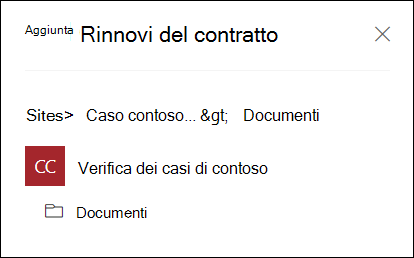 Aggiunta Rinnovi del contratto
Sites> Caso contoso... &gt; Documenti
CC Verifica dei casi di contoso
Documenti